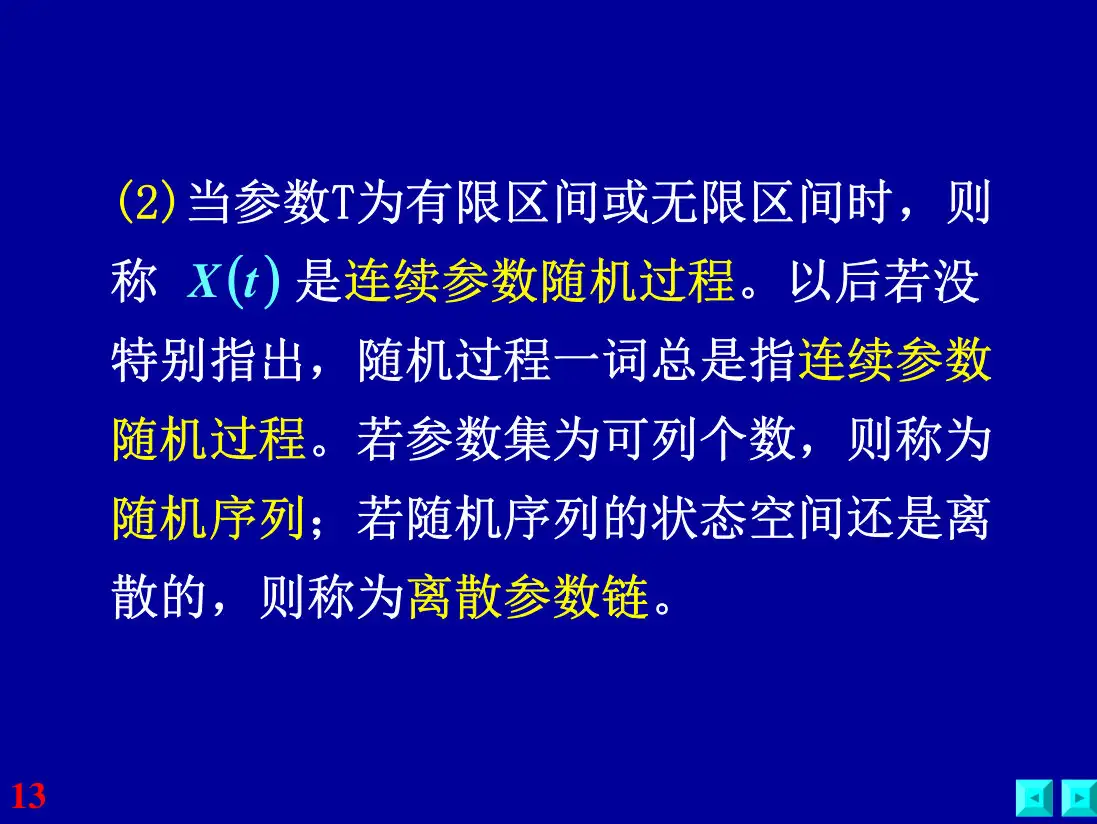 (2)当参数T为有限区间或无限区间时，则
称 X(t) 是连续参数随机过程。以后若没
特别指出，随机过程一词总是指连续参数
随机过程。若参数集为可列个数，则称为
随机序列；若随机序列的状态空间还是离
散的，则称为离散参数链。
13